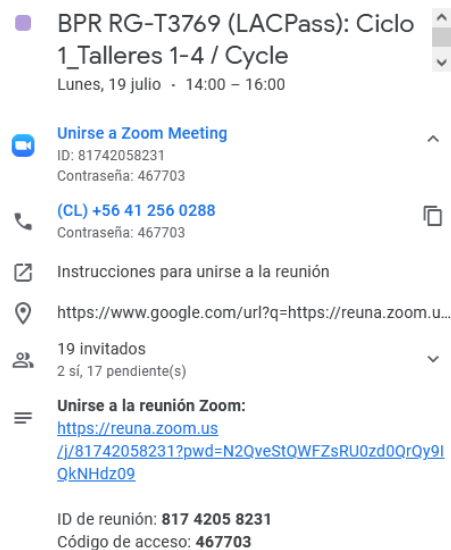 BPR RG-T3769 (LACPass): Ciclo
1_Talleres 1-4 / Cycle
Lunes, 19 julio · 14:00 – 16:00
Unirse a Zoom Meeting
ID: 81742058231
Contraseña: 467703
(CL) +56 41 256 0288
Contraseña: 467703
Instrucciones para unirse a la reunión
https://www.google.com/url?q=https://reuna.zoom.u...
19 invitados
2 sí, 17 pendiente(s)
Unirse a la reunión Zoom:
https://reuna.zoom.us
/j/81742058231?pwd=N2QveStQWFZsRU0zd0QrQy9I
QkNHdz09
ID de reunión: 817 4205 8231
Código de acceso: 467703